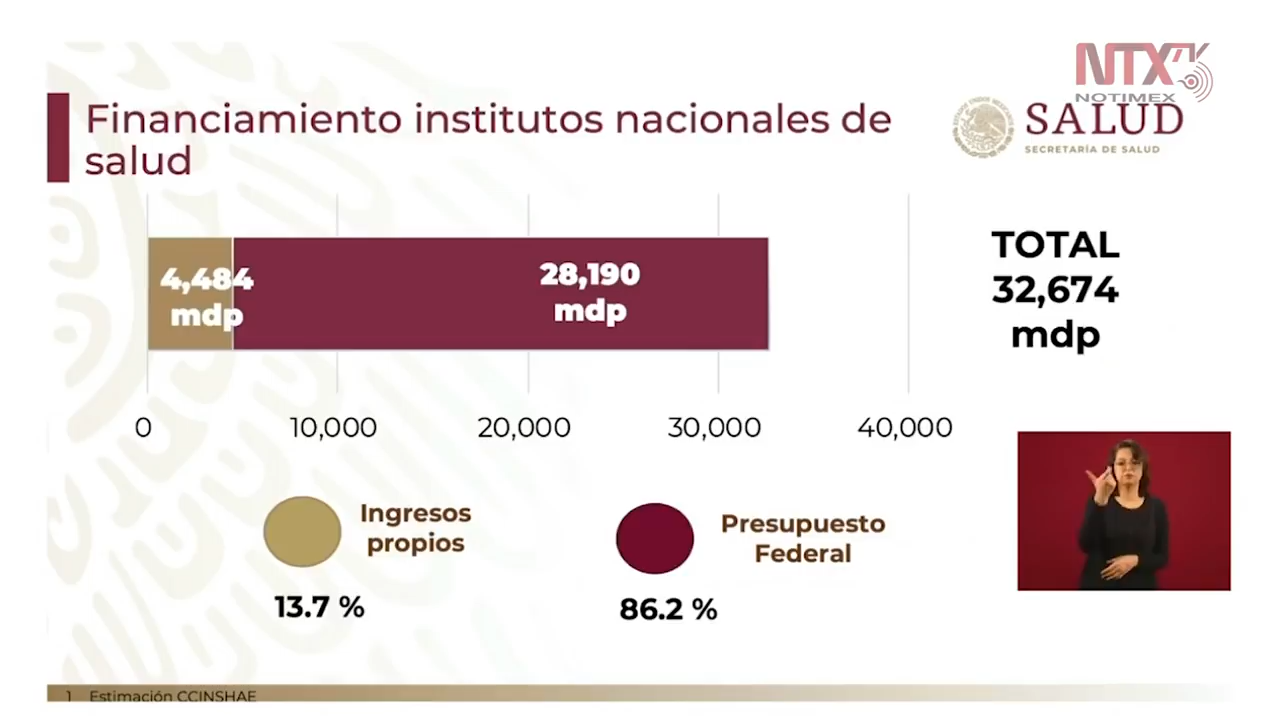 NTX
NOTIMEX
Financiamiento institutos nacionales de
salud
SALUD
SECRETARÍA DE SALUD
4,484
mdp
28,190
mdp
TOTAL
32,674
mdp
0 10,000 20,000 30,000 40,000
Ingresos
propios
13.7 %
Presupuesto
Federal
86.2 %
1 Estimación CCINSHAE